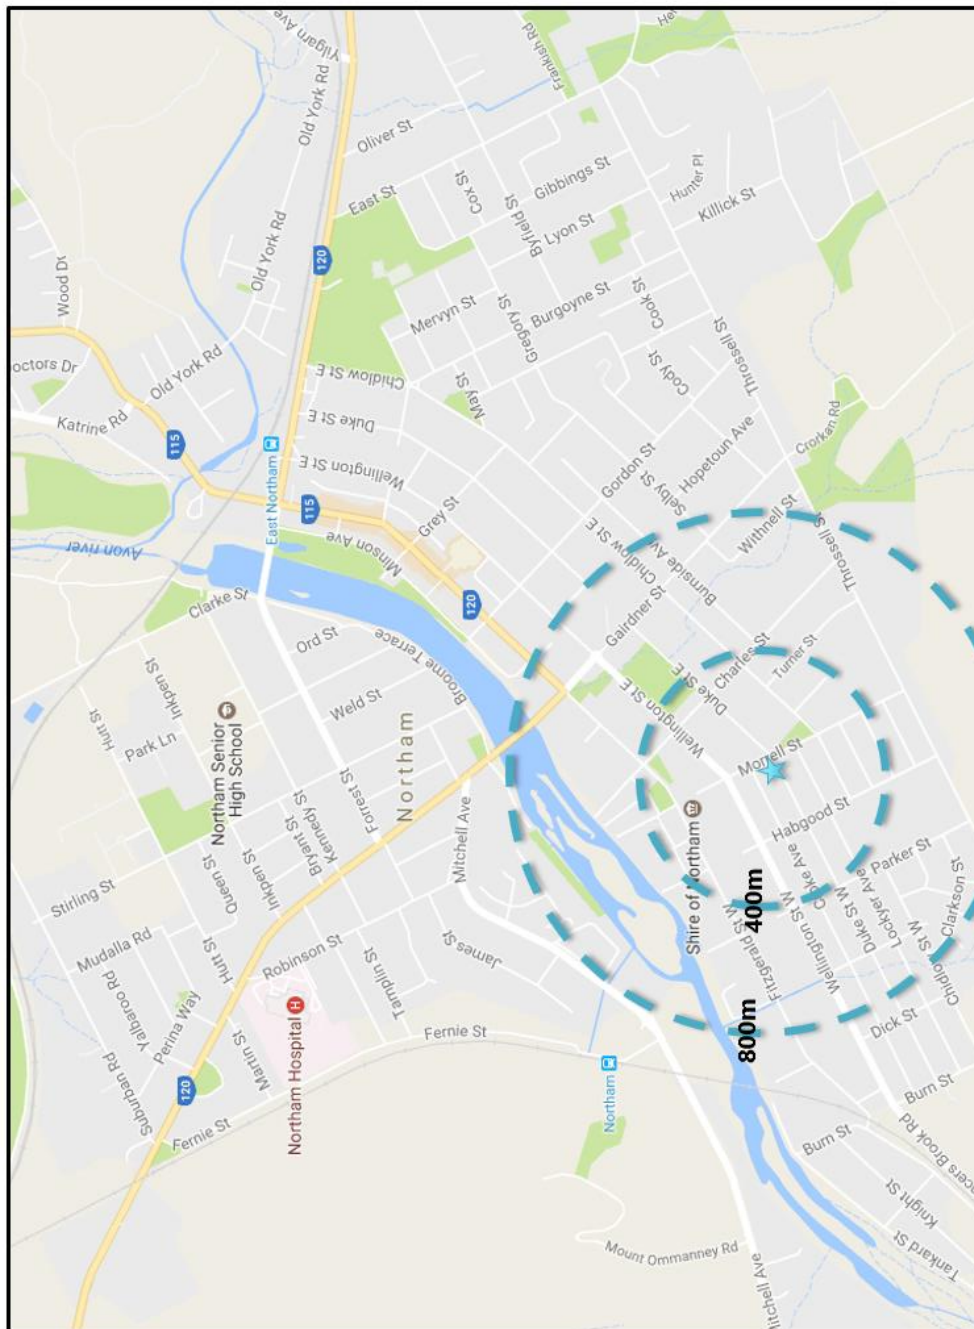 Yilgarn Ave
Old York Rd
Frankish Rd
Oliver St
East St
Cox St
Gibbings St
Byfield St
Hunter Pl
Lyon St
Killick St
Wood Dr
Old York Rd
120
Mervyn St
Burgoyne St
Gregory St
Cook St
octors Dr
Old York Rd
Chidlow St E
May St
Cody St
Throssell St
Katrine Rd
115
Duke St E
Crorkan Rd
East Northam
Wellington St E
Gordon St
Hopetoun Ave
Selby St
115
Avon river
Minson Ave
Grey St
Chidlow St E
Withnell St
Throssell St
Clarke St
120
Chidlow
Burnside Ave
Gairdner St
Ord St
Broome Terrace
Charles St
Turner St
Duke St E
Wellington St E
Hutt St
Inkpen St
Weld St
Park Ln
Northam Senior
High School
Northam
Morrell St
Forrest St
Kennedy St
Bryant St
Inkpen St
Queen St
Mitchell Ave
Shire of Northam
Habgood St
Stirling St
Parker St
Coke Ave
400m
Mudalla Rd
Hutt St
Robinson St
James St
Fitzgerald St W
Wellington St W
Duke St W
Lockyer Ave
Clarkson St
Chidlow St W
Yalbaroo Rd
Perina Way
Tamplin St
Northam Hospital
H
Martin St
Fernie St
800m
Dick St
Suburban Rd
120
Northam
Burn St
Fernie St
Burn St
ncers Brook Rd
Knight St
Mount Ommanney Rd
Tankard St
Mitchell Ave